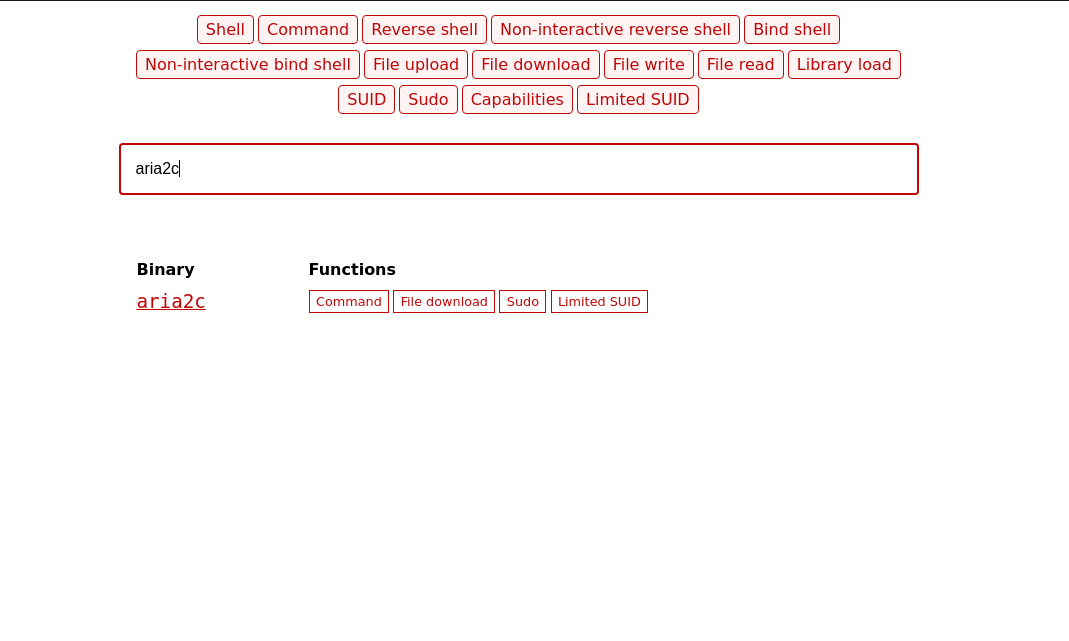 Shell Command Reverse shell Non-interactive reverse shell Bind shell
Non-interactive bind shell File upload File download File write File read Library load
SUID Sudo Capabilities Limited SUID
aria2c
Binary Functions
aria2c Command File download Sudo Limited SUID